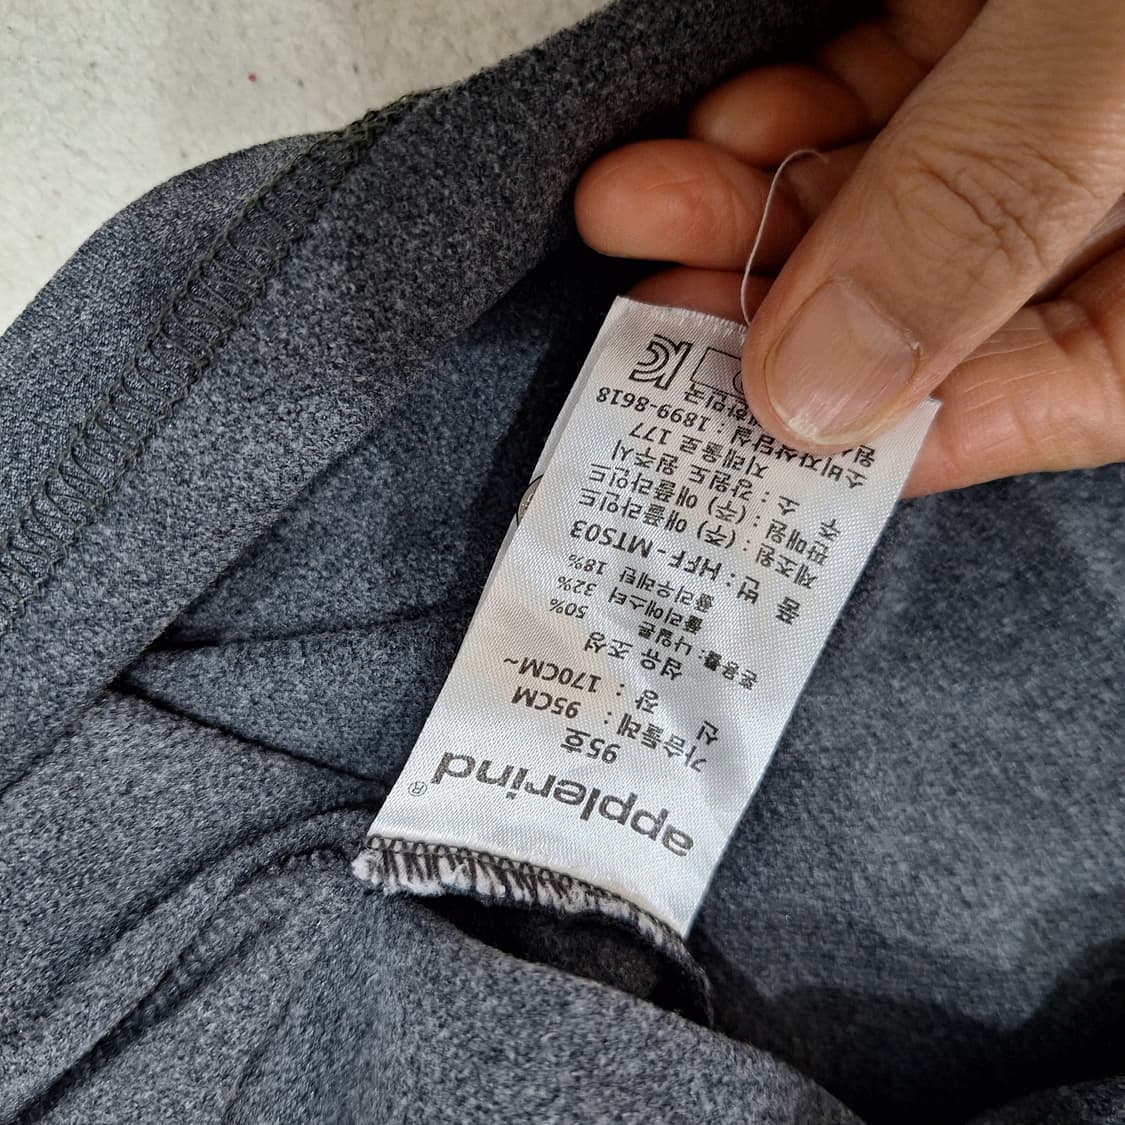 applerind®
95호
가슴둘레 : 95CM
신 장 : 170CM~
섬유 조성
혼용률: 나일론 50%
폴리에스터 32%
폴리우레탄 18%
품 번 : HFF-MTS03
제조원 : (주) 애플라인드
판매원 : (주) 애플라인드
주 소 : 강원도 원주시
지래울로 177
소비자상담실 : 1899-8618